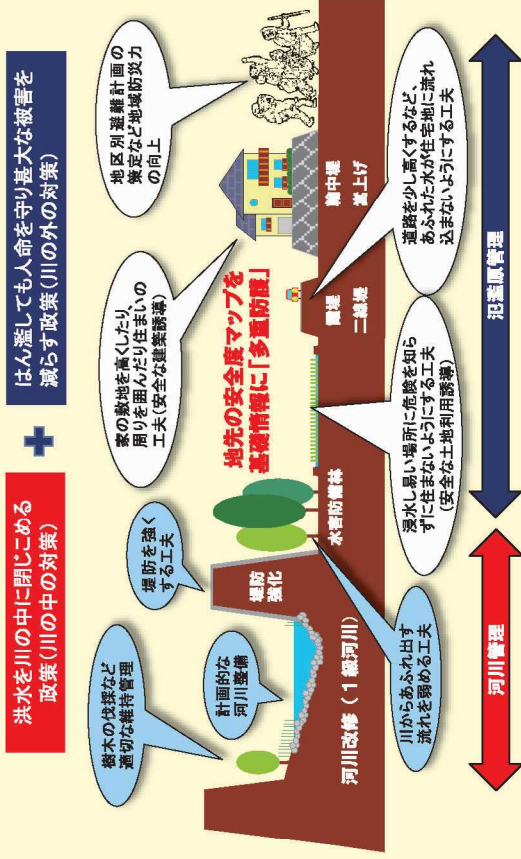 洪水を川の中に閉じこめる
政策（川の中の対策）
＋
はん濫しても人命を守り甚大な被害を
減らす政策（川の外の対策）
樹木の伐採など
適切な維持管理
計画的な
河川整備
堤防を強く
する工夫
家の敷地を高くしたり、
周りを囲んだり住まいの
工夫（安全な建築誘導）
地区別避難計画の
策定など地域防災力
の向上
地先の安全度マップを
基礎情報に「多重防護」
堤防
強化
河川改修（１級河川）
水害防備林
二線堤
輪中堤
嵩上げ
川からあふれ出す
流れを弱める工夫
浸水し易い場所に危険を知ら
ずに住まないようにする工夫
（安全な土地利用誘導）
道路を少し高くするなど、
あふれた水が住宅地に流れ
込まないようにする工夫
河川管理
氾濫原管理